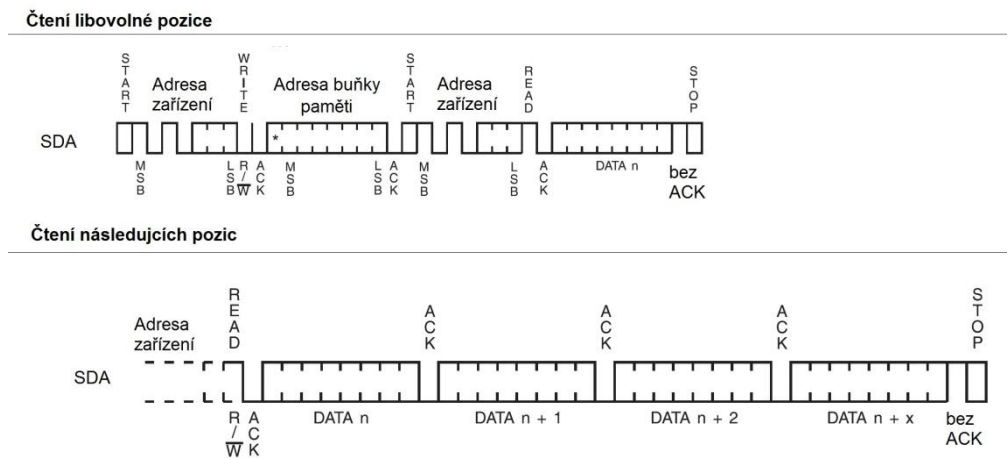 Čtení libovolné pozice
START
WRITE
START
READ
STOP
Adresa
zařízení
Adresa buňky
paměti
Adresa
zařízení
SDA
*
MSB
LSB
R/W
ACK
MSB
LSB
ACK
MSB
LSB
ACK
DATA n
bez
ACK
Čtení následujcích pozic
READ
ACK
ACK
ACK
STOP
Adresa
zařízení
SDA
R/W
ACK
DATA n
DATA n + 1
DATA n + 2
DATA n + x
bez
ACK